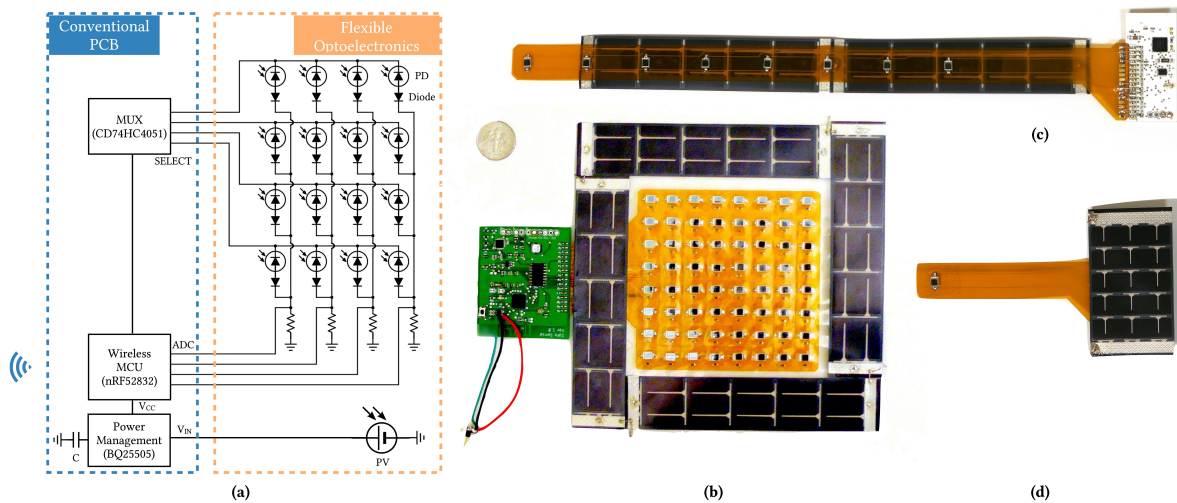 Conventional
PCB
Flexible
Optoelectronics
PD
Diode
MUX
(CD74HC4051)
SELECT
ADC
Wireless
MCU
(nRF52832)
VCC
Power
Management
(BQ25505)
VIN
C
PV
(a)
(b)
(c)
(d)